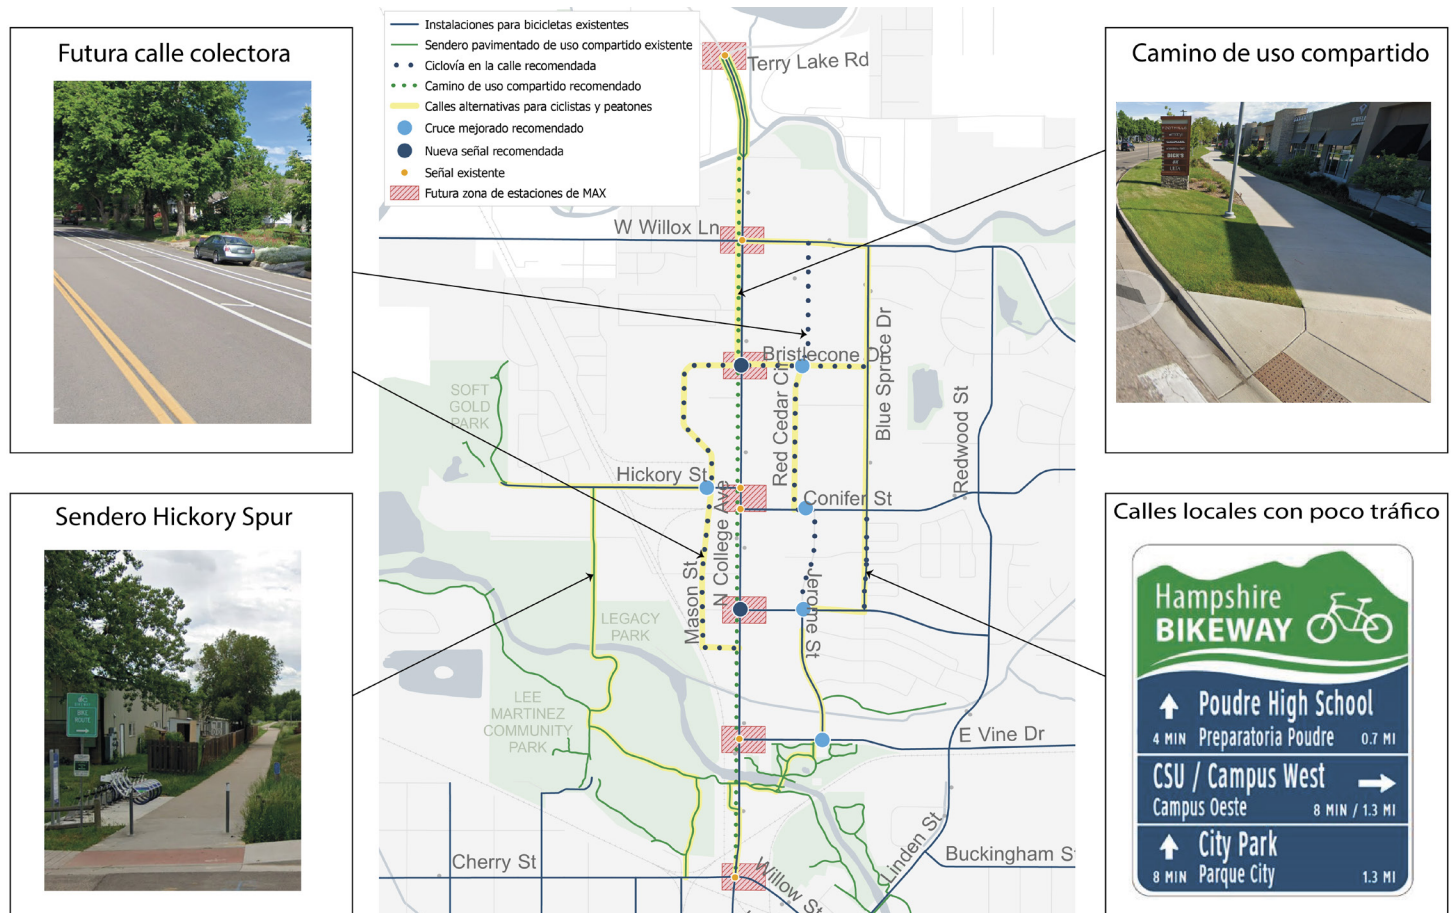 Futura calle colectora
Sendero Hickory Spur
Instalaciones para bicicletas existentes
Sendero pavimentado de uso compartido existente
Ciclovía en la calle recomendada
Camino de uso compartido recomendado
Calles alternativas para ciclistas y peatones
Cruce mejorado recomendado
Nueva señal recomendada
Señal existente
Futura zona de estaciones de MAX
Terry Lake Rd
W Willox Ln
Bristlecone Dr
Red Cedar Cir
Blue Spruce Dr
Redwood St
SOFT
GOLD
PARK
Hickory St
Conifer St
N College Ave
Mason St
Jerome St
LEGACY
PARK
LEE
MARTINEZ
COMMUNITY
PARK
E Vine Dr
Linden St
Buckingham St
Cherry St
Willow St
Camino de uso compartido
Calles locales con poco tráfico
Hampshire
BIKEWAY
Poudre High School
4 MIN Preparatoria Poudre 0.7 MI
CSU / Campus West
Campus Oeste 8 MIN / 1.3 MI
City Park
8 MIN Parque City 1.3 MI